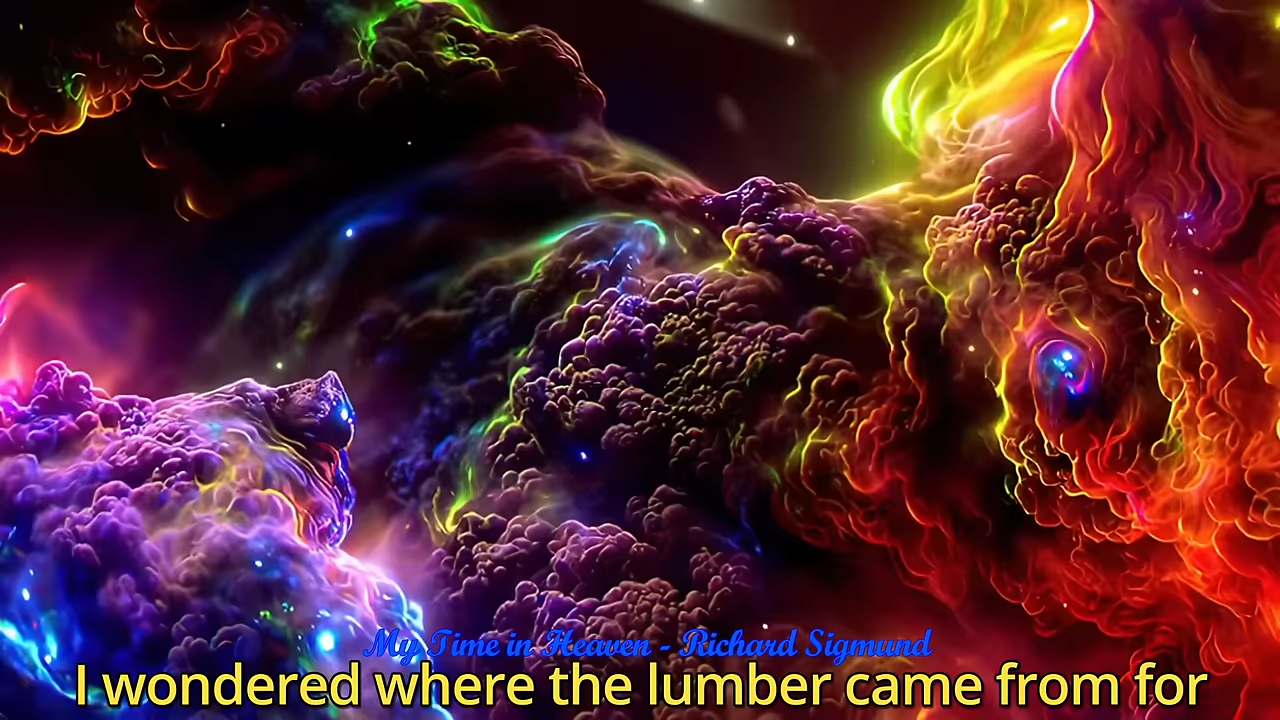 My Time in Heaven - Richard Sigmund
I wondered where the lumber came from for